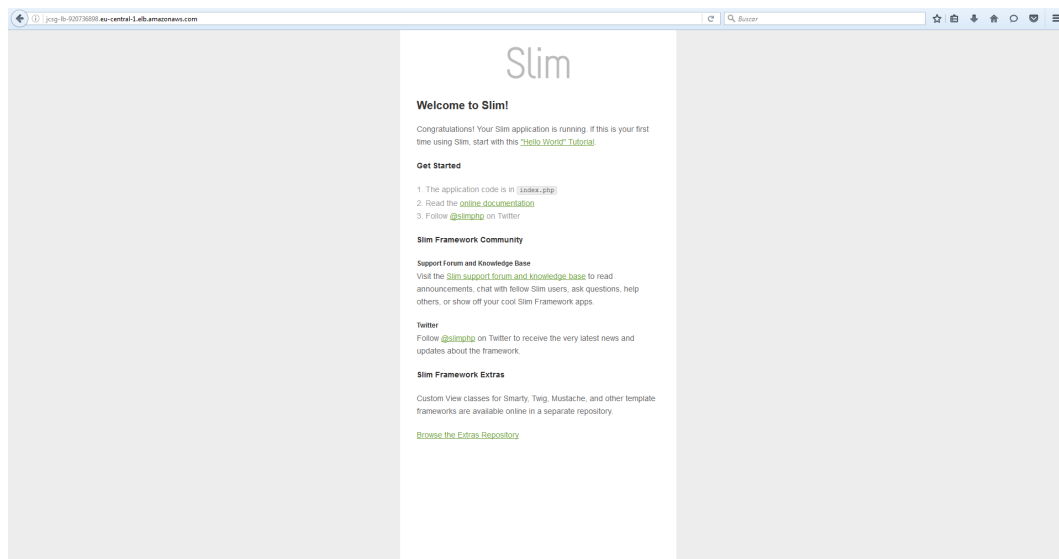 jcsg-lb-920736898.eu-central-1.elb.amazonaws.com
Buscar
Slim
Welcome to Slim!
Congratulations! Your Slim application is running. If this is your first
time using Slim, start with this "Hello World" Tutorial.
Get Started
1. The application code is in index.php
2. Read the online documentation
3. Follow @slimphp on Twitter
Slim Framework Community
Support Forum and Knowledge Base
Visit the Slim support forum and knowledge base to read
announcements, chat with fellow Slim users, ask questions, help
others, or show off your cool Slim Framework apps.
Twitter
Follow @slimphp on Twitter to receive the very latest news and
updates about the framework.
Slim Framework Extras
Custom View classes for Smarty, Twig, Mustache, and other template
frameworks are available online in a separate repository.
Browse the Extras Repository